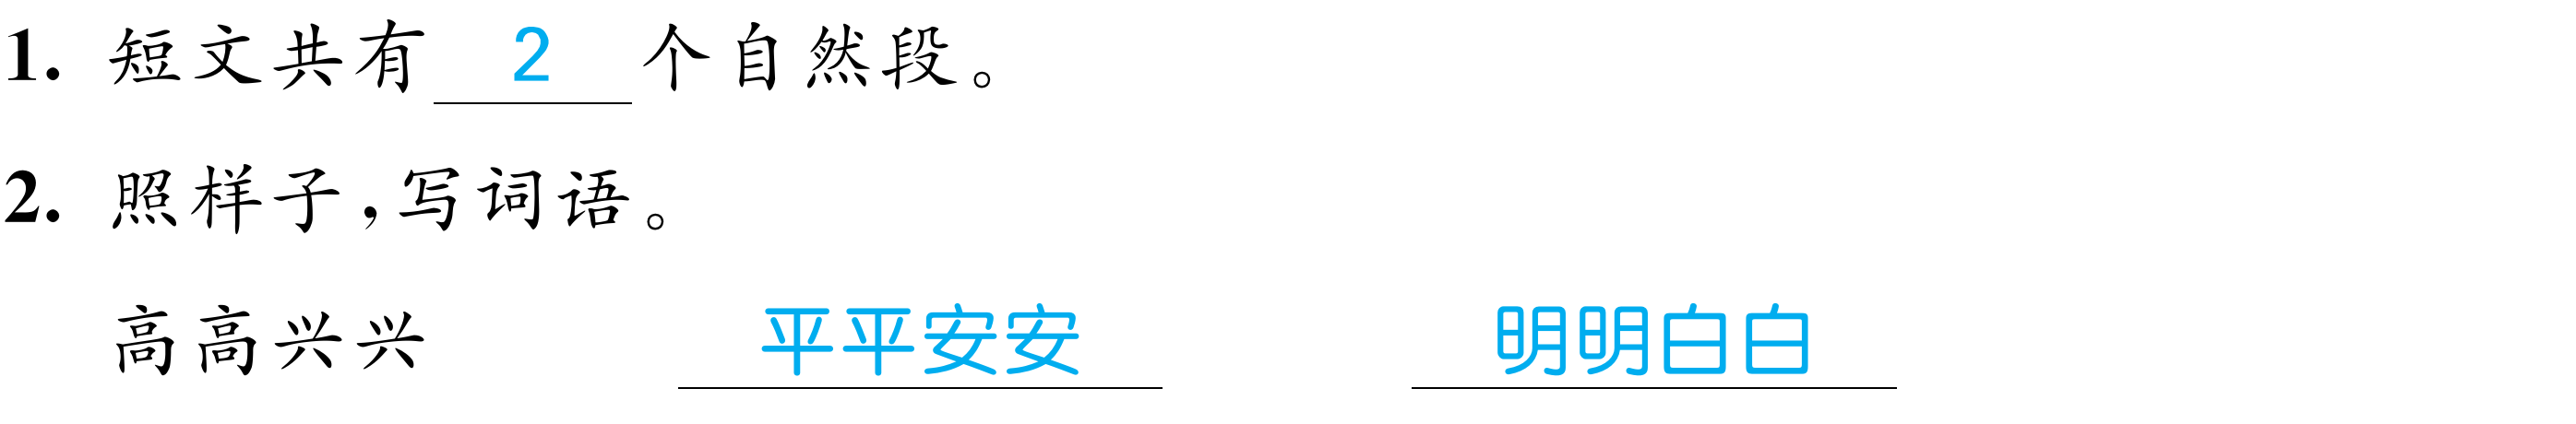 1. 短文共有 2 个自然段。
2. 照样子,写词语。
高高兴兴 平平安安 明明白白